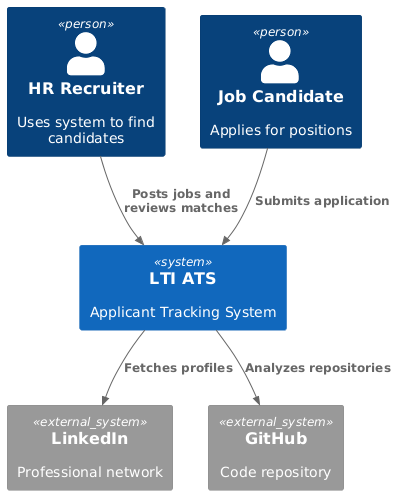 «person»
HR Recruiter
Uses system to find
candidates
«person»
Job Candidate
Applies for positions
Posts jobs and
reviews matches
Submits application
«system»
LTI ATS
Applicant Tracking System
Fetches profiles
Analyzes repositories
«external_system»
LinkedIn
Professional network
«external_system»
GitHub
Code repository